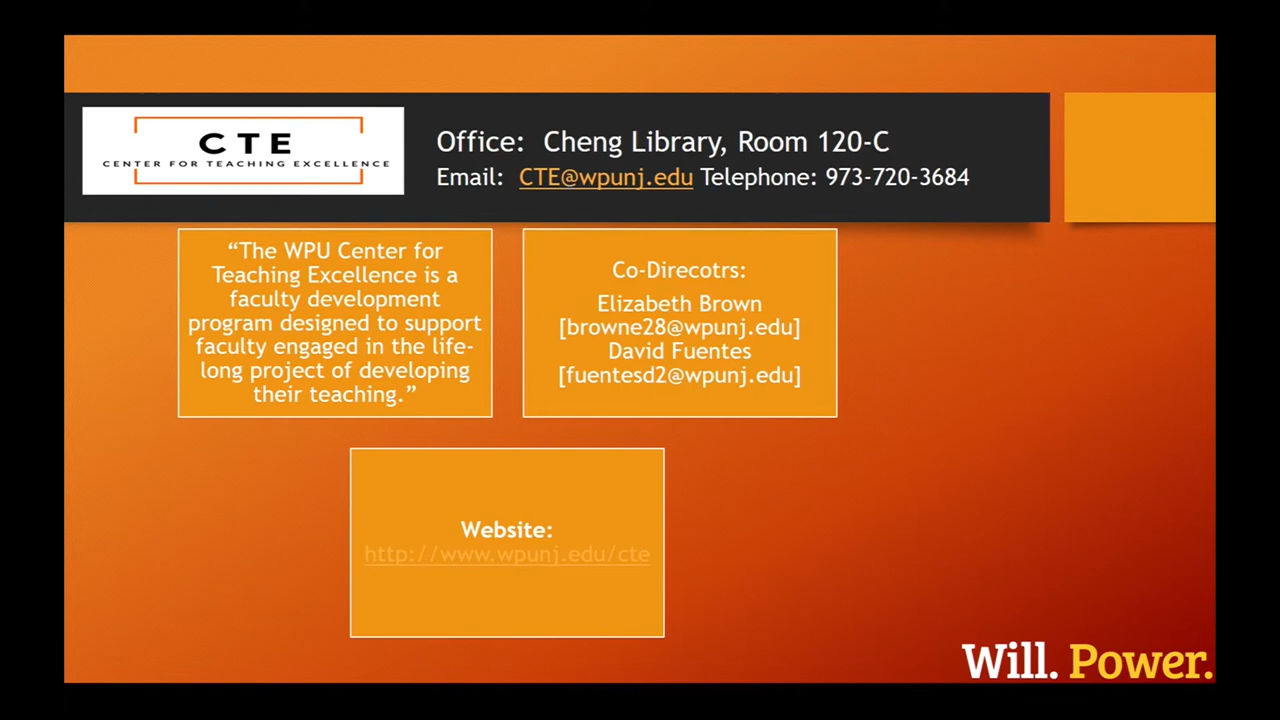 CTE
CENTER FOR TEACHING EXCELLENCE
Office: Cheng Library, Room 120-C
Email: CTE@wpunj.edu Telephone: 973-720-3684
“The WPU Center for
Teaching Excellence is a
faculty development
program designed to support
faculty engaged in the life-
long project of developing
their teaching.”
Co-Direcotrs:
Elizabeth Brown
[browne28@wpunj.edu]
David Fuentes
[fuentesd2@wpunj.edu]
Website:
http://www.wpunj.edu/cte
Will. Power.